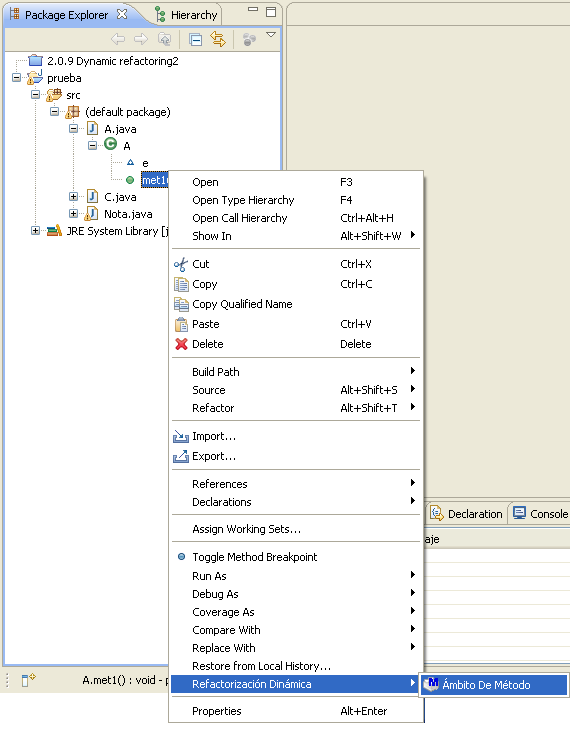 Package Explorer
Hierarchy
2.0.9 Dynamic refactoring2
prueba
src
(default package)
A.java
A
e
met1
C.java
Nota.java
JRE System Library [j
Open F3
Open Type Hierarchy F4
Open Call Hierarchy Ctrl+Alt+H
Show In Alt+Shift+W
Cut Ctrl+X
Copy Ctrl+C
Copy Qualified Name
Paste Ctrl+V
Delete Delete
Build Path
Source Alt+Shift+S
Refactor Alt+Shift+T
Import...
Export...
References
Declarations
Assign Working Sets...
Toggle Method Breakpoint
Run As
Debug As
Coverage As
Compare With
Replace With
Restore from Local History...
Refactorización Dinámica
Ámbito De Método
Properties Alt+Enter
Declaration
Console
aje
A.met1() : void - p